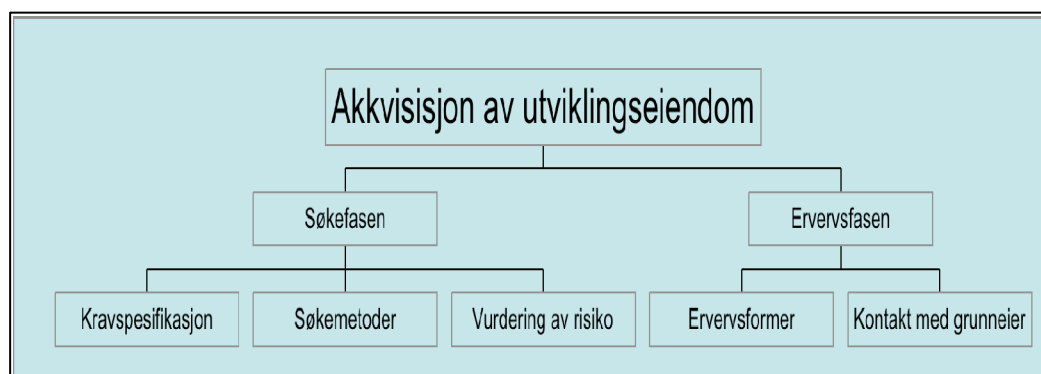 Akkvisisjon av utviklingseiendom
Søkefasen
Ervervsfasen
Kravspesifikasjon
Søkemetoder
Vurdering av risiko
Ervervsformer
Kontakt med grunneier